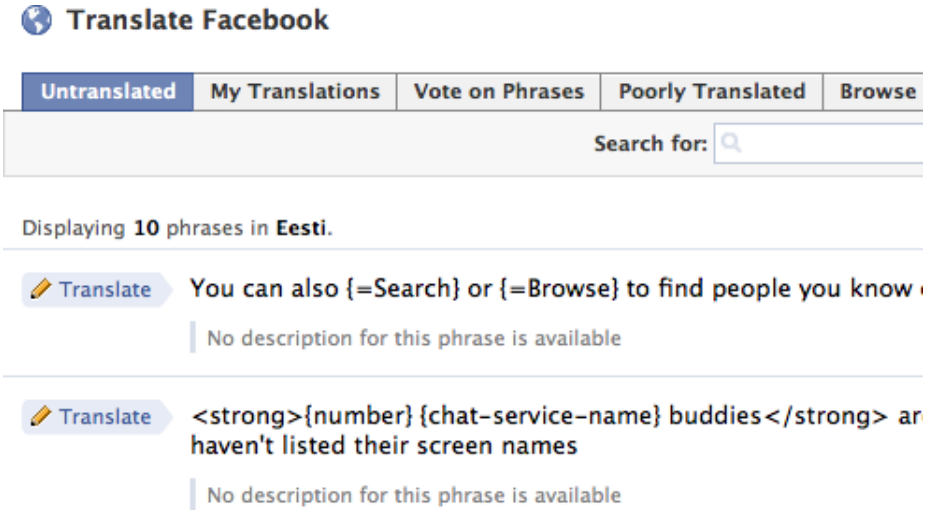 Translate Facebook
Untranslated My Translations Vote on Phrases Poorly Translated Browse
Search for:
Displaying 10 phrases in Eesti.
Translate You can also {=Search} or {=Browse} to find people you know
No description for this phrase is available
Translate <strong>{number} {chat-service-name} buddies</strong>
haven't listed their screen names
No description for this phrase is available